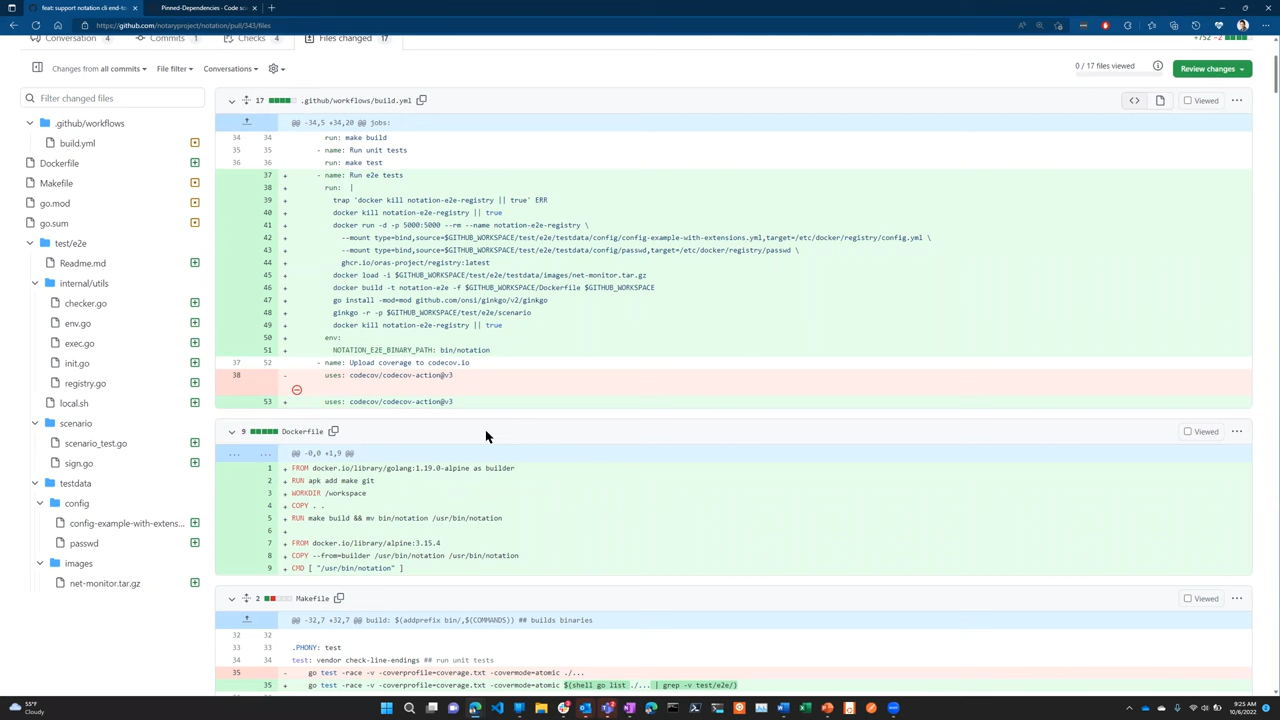 feat: support notation cli end-to
Pinned-Dependencies - Code sc
https://github.com/notaryproject/notation/pull/343/files
Conversation 4
Commits 1
Checks 4
Files changed 17
+752 -2
Changes from all commits
File filter
Conversations
0 / 17 files viewed
Review changes
Filter changed files
.github/workflows
build.yml
Dockerfile
Makefile
go.mod
go.sum
test/e2e
Readme.md
internal/utils
checker.go
env.go
exec.go
init.go
registry.go
local.sh
scenario
scenario_test.go
sign.go
testdata
config
config-example-with-extens...
passwd
images
net-monitor.tar.gz
17 .github/workflows/build.yml
Viewed
@@ -34,5 +34,20 @@ jobs:
34 34 run: make build
35 35 - name: Run unit tests
36 36 run: make test
37 + - name: Run e2e tests
38 + run: |
39 + trap 'docker kill notation-e2e-registry || true' ERR
40 + docker kill notation-e2e-registry || true
41 + docker run -d -p 5000:5000 --rm --name notation-e2e-registry \
42 + --mount type=bind,source=$GITHUB_WORKSPACE/test/e2e/testdata/config/config-example-with-extensions.yml,target=/etc/docker/registry/config.yml \
43 + --mount type=bind,source=$GITHUB_WORKSPACE/test/e2e/testdata/config/passwd,target=/etc/docker/registry/passwd \
44 + ghcr.io/oras-project/registry:latest
45 + docker load -i $GITHUB_WORKSPACE/test/e2e/testdata/images/net-monitor.tar.gz
46 + docker build -t notation-e2e -f $GITHUB_WORKSPACE/Dockerfile $GITHUB_WORKSPACE
47 + go install -mod=mod github.com/onsi/ginkgo/v2/ginkgo
48 + ginkgo -r -p $GITHUB_WORKSPACE/test/e2e/scenario
49 + docker kill notation-e2e-registry || true
50 + env:
51 + NOTATION_E2E_BINARY_PATH: bin/notation
37 52 - name: Upload coverage to codecov.io
38 - uses: codecov/codecov-action@v3
53 + uses: codecov/codecov-action@v3
9 Dockerfile
Viewed
... ... @@ -0,0 +1,9 @@
1 + FROM docker.io/library/golang:1.19.0-alpine as builder
2 + RUN apk add make git
3 + WORKDIR /workspace
4 + COPY . .
5 + RUN make build && mv bin/notation /usr/bin/notation
6 +
7 + FROM docker.io/library/alpine:3.15.4
8 + COPY --from=builder /usr/bin/notation /usr/bin/notation
9 + CMD [ "/usr/bin/notation" ]
2 Makefile
Viewed
@@ -32,7 +32,7 @@ build: $(addprefix bin/,$(COMMANDS)) ## builds binaries
32 32
33 33 .PHONY: test
34 34 test: vendor check-line-endings ## run unit tests
35 - go test -race -v -coverprofile=coverage.txt -covermode=atomic ./...
35 + go test -race -v -coverprofile=coverage.txt -covermode=atomic $(shell go list ./... | grep -v test/e2e/)
55°F
Cloudy
9:25 AM
10/6/2022